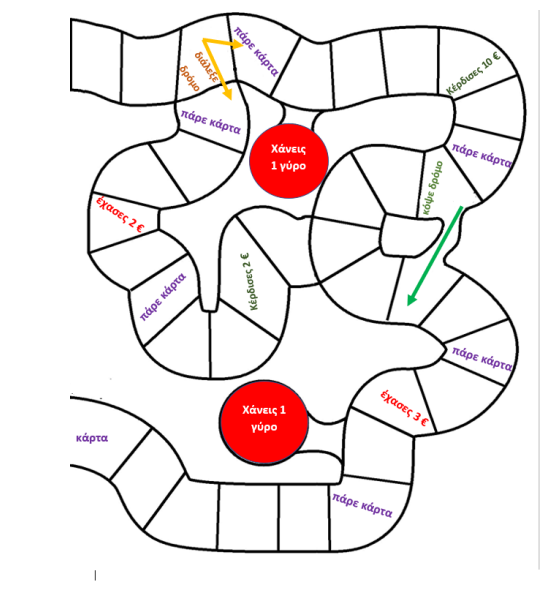 διάλεξε
δρόμο
πάρε κάρτα
Κέρδισες 10 €
πάρε κάρτα
Χάνεις
1 γύρο
πάρε κάρτα
κόψε δρόμο
έχασες 2 €
Κέρδισες 2 €
πάρε κάρτα
πάρε κάρτα
έχασες 3 €
Χάνεις 1
γύρο
κάρτα
πάρε κάρτα